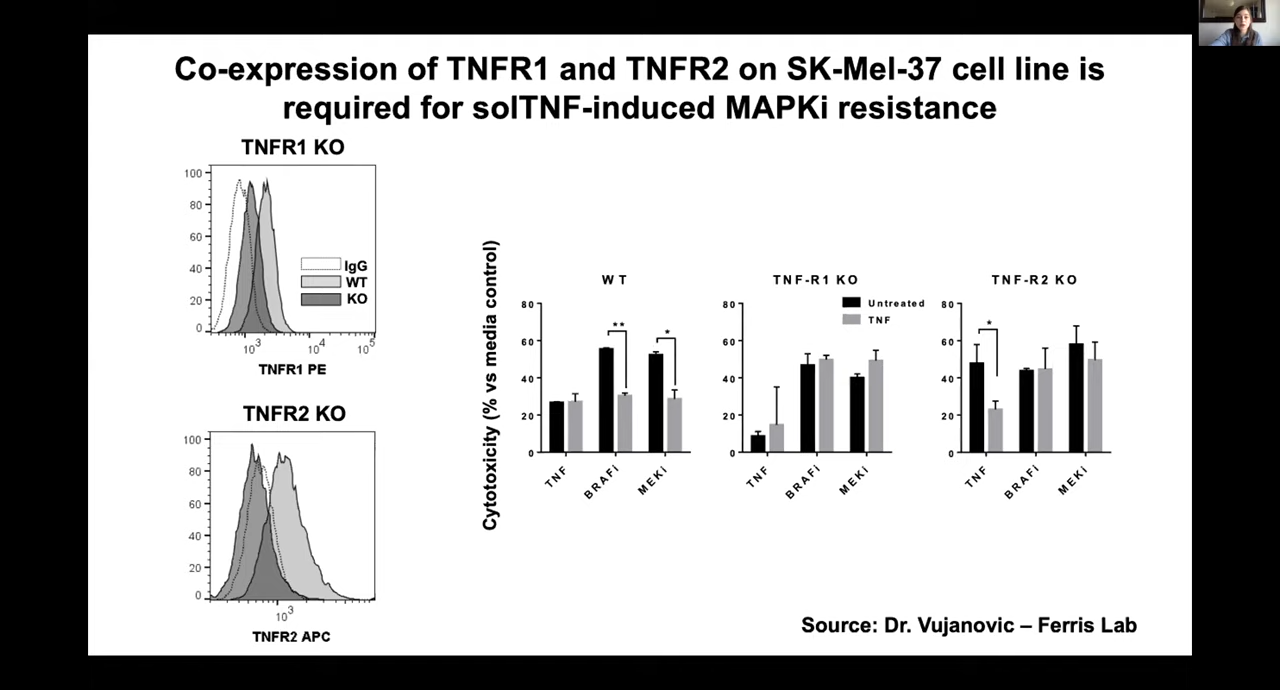 Co-expression of TNFR1 and TNFR2 on SK-Mel-37 cell line is
required for solTNF-induced MAPKi resistance
TNFR1 KO
100
80
60
40
20
0
IgG
WT
KO
10³ 10⁴ 10⁵
TNFR1 PE
TNFR2 KO
100
80
60
40
20
0
10³
TNFR2 APC
Cytotoxicity (% vs media control)
WT
80
60
40
20
0
**
*
TNF BRAFi MEKi
TNF-R1 KO
80
60
40
20
0
Untreated
TNF
TNF BRAFi MEKi
TNF-R2 KO
80
60
40
20
0
*
TNF BRAFi MEKi
Source: Dr. Vujanovic – Ferris Lab